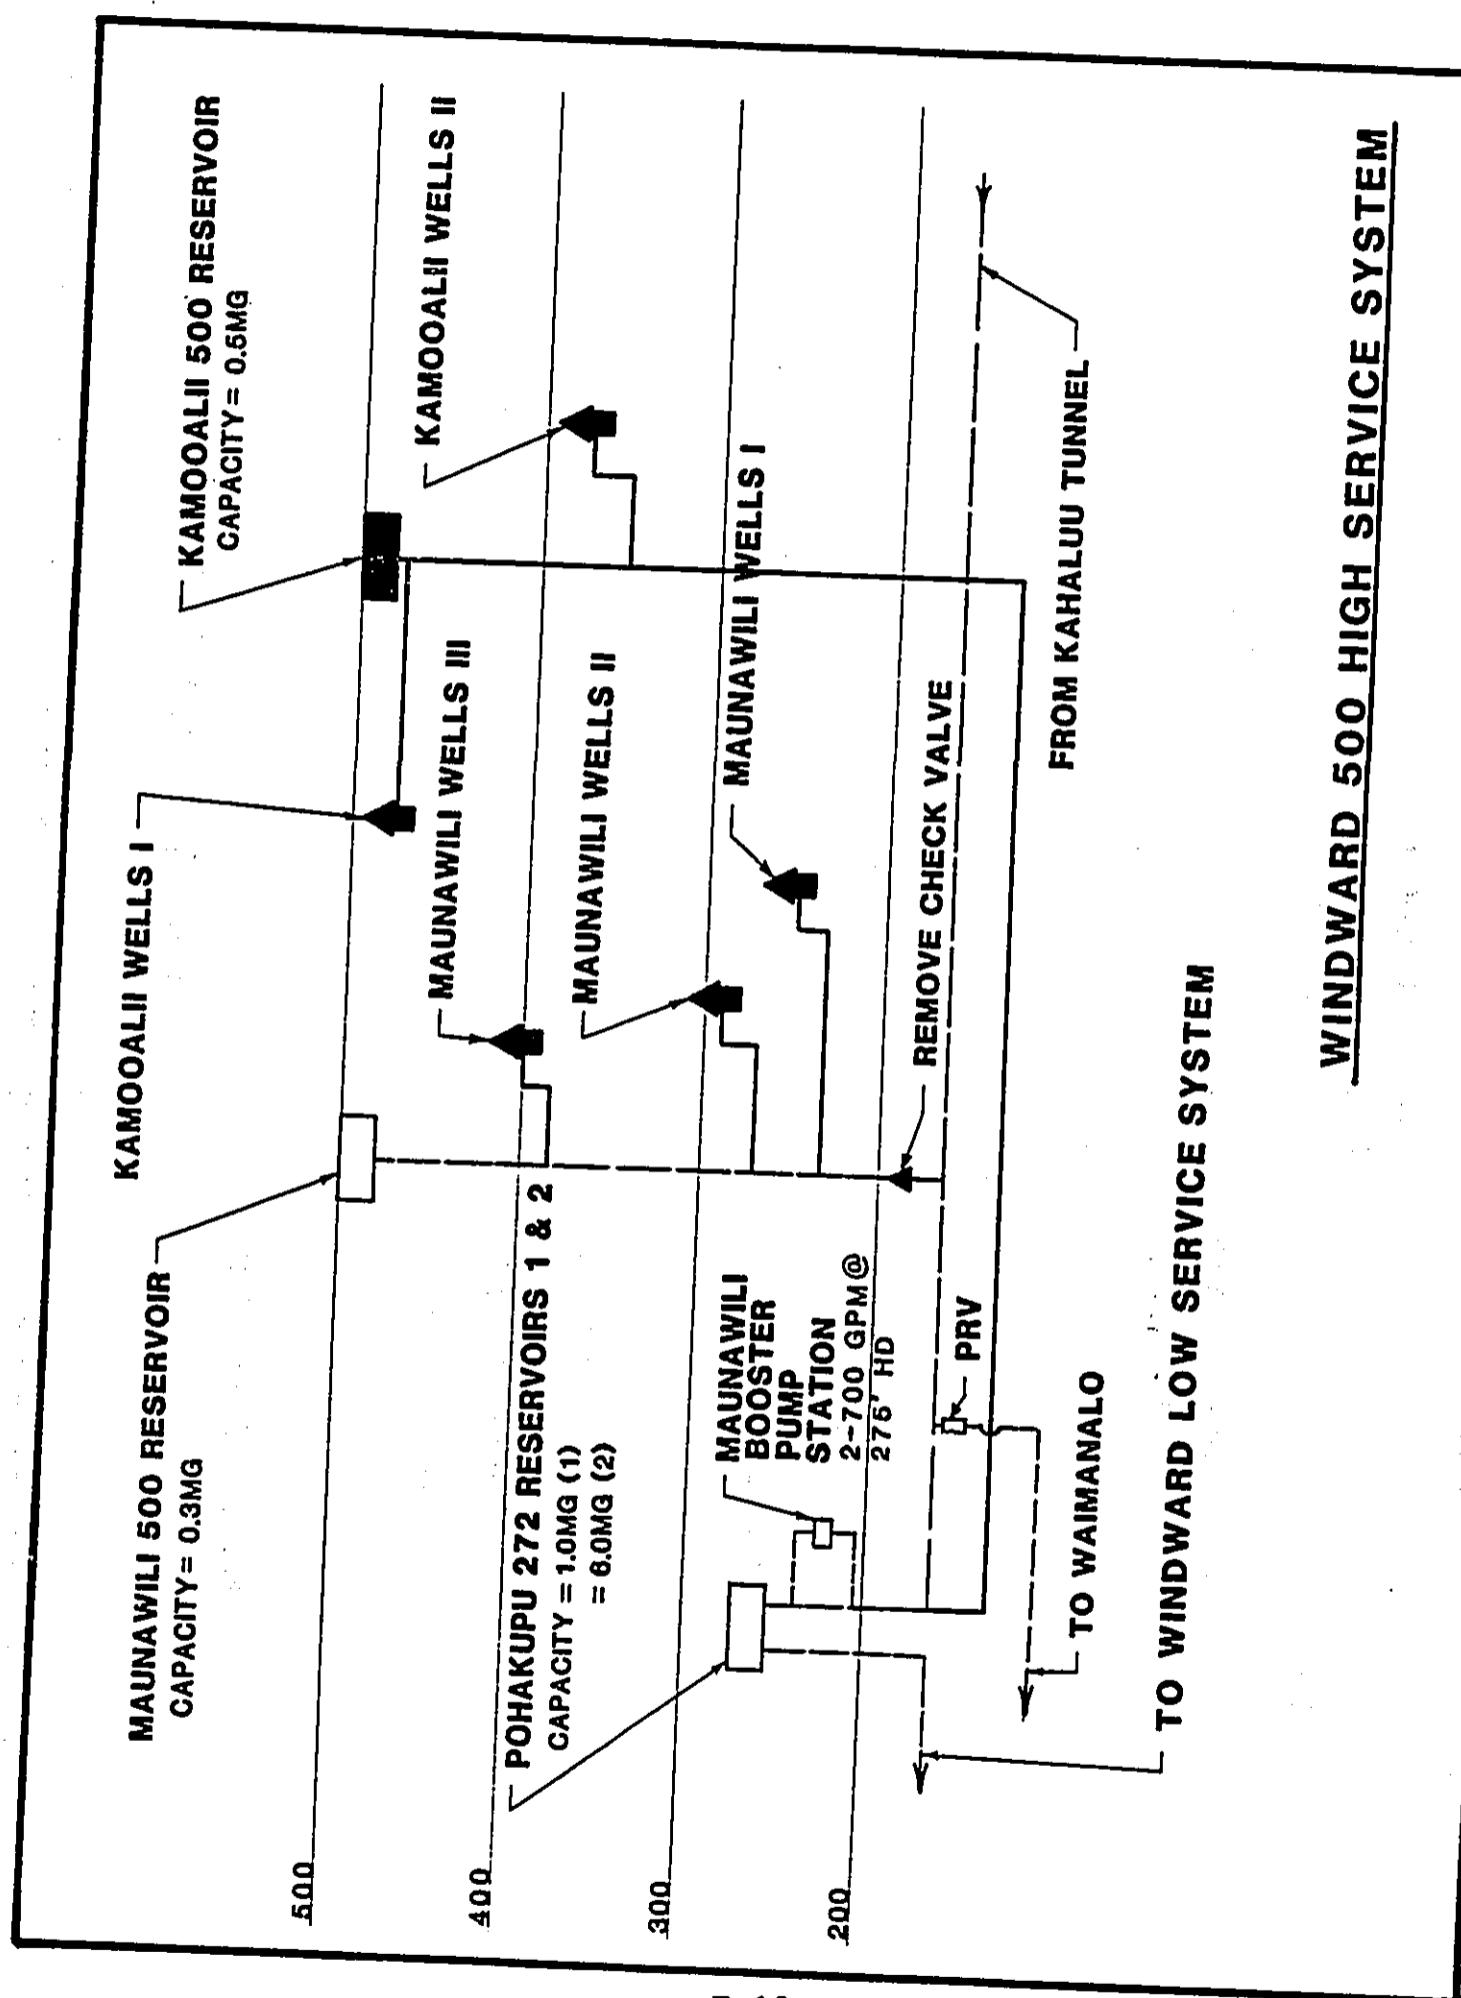 KAMOOALII 500 RESERVOIR
CAPACITY = 0.5MG
KAMOOALII WELLS II
KAMOOALII WELLS I
MAUNAWILI WELLS III
MAUNAWILI WELLS II
MAUNAWILI WELLS I
MAUNAWILI 500 RESERVOIR
CAPACITY = 0.3MG
POHAKUPU 272 RESERVOIRS 1 & 2
CAPACITY = 1.0MG (1)
= 6.0MG (2)
MAUNAWILI
BOOSTER
PUMP
STATION
2-700 GPM@
275' HD
REMOVE CHECK VALVE
PRV
FROM KAHALUU TUNNEL
TO WAIMANALO
TO WINDWARD LOW SERVICE SYSTEM
500
400
300
200
WINDWARD 500 HIGH SERVICE SYSTEM